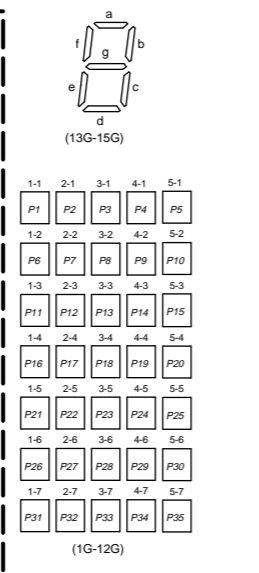 a
f b
g
e c
d
(13G-15G)
1-1 2-1 3-1 4-1 5-1
P1 P2 P3 P4 P5
1-2 2-2 3-2 4-2 5-2
P6 P7 P8 P9 P10
1-3 2-3 3-3 4-3 5-3
P11 P12 P13 P14 P15
1-4 2-4 3-4 4-4 5-4
P16 P17 P18 P19 P20
1-5 2-5 3-5 4-5 5-5
P21 P22 P23 P24 P25
1-6 2-6 3-6 4-6 5-6
P26 P27 P28 P29 P30
1-7 2-7 3-7 4-7 5-7
P31 P32 P33 P34 P35
(1G-12G)